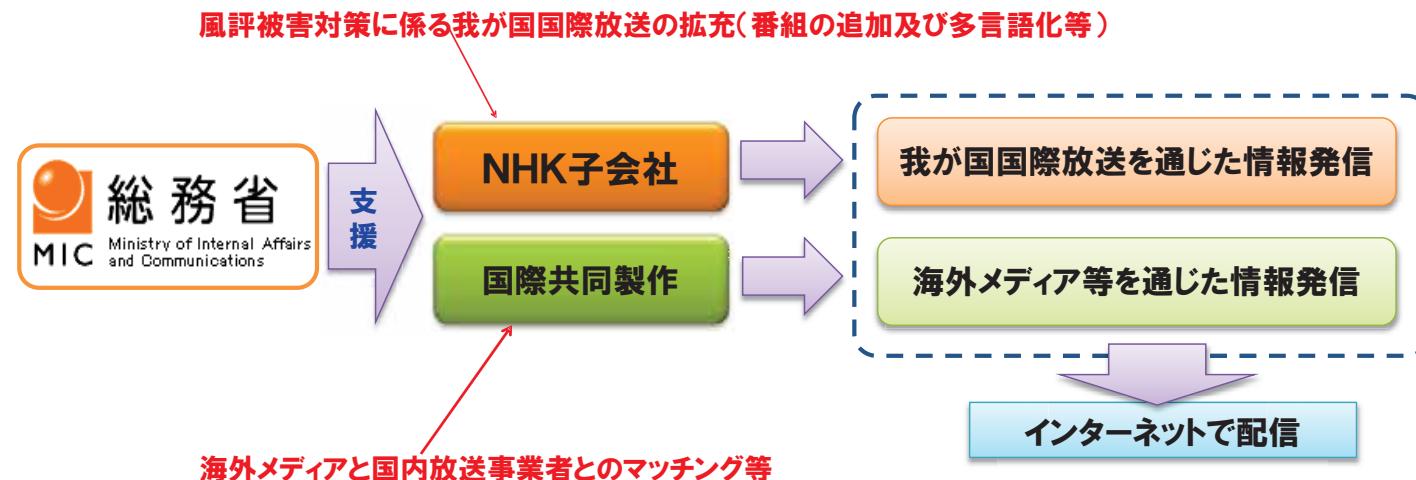 風評被害対策に係る我が国国際放送の拡充(番組の追加及び多言語化等)
総務省
MIC
Ministry of Internal Affairs
and Communications
支援
NHK子会社
我が国国際放送を通じた情報発信
国際共同製作
海外メディア等を通じた情報発信
インターネットで配信
海外メディアと国内放送事業者とのマッチング等